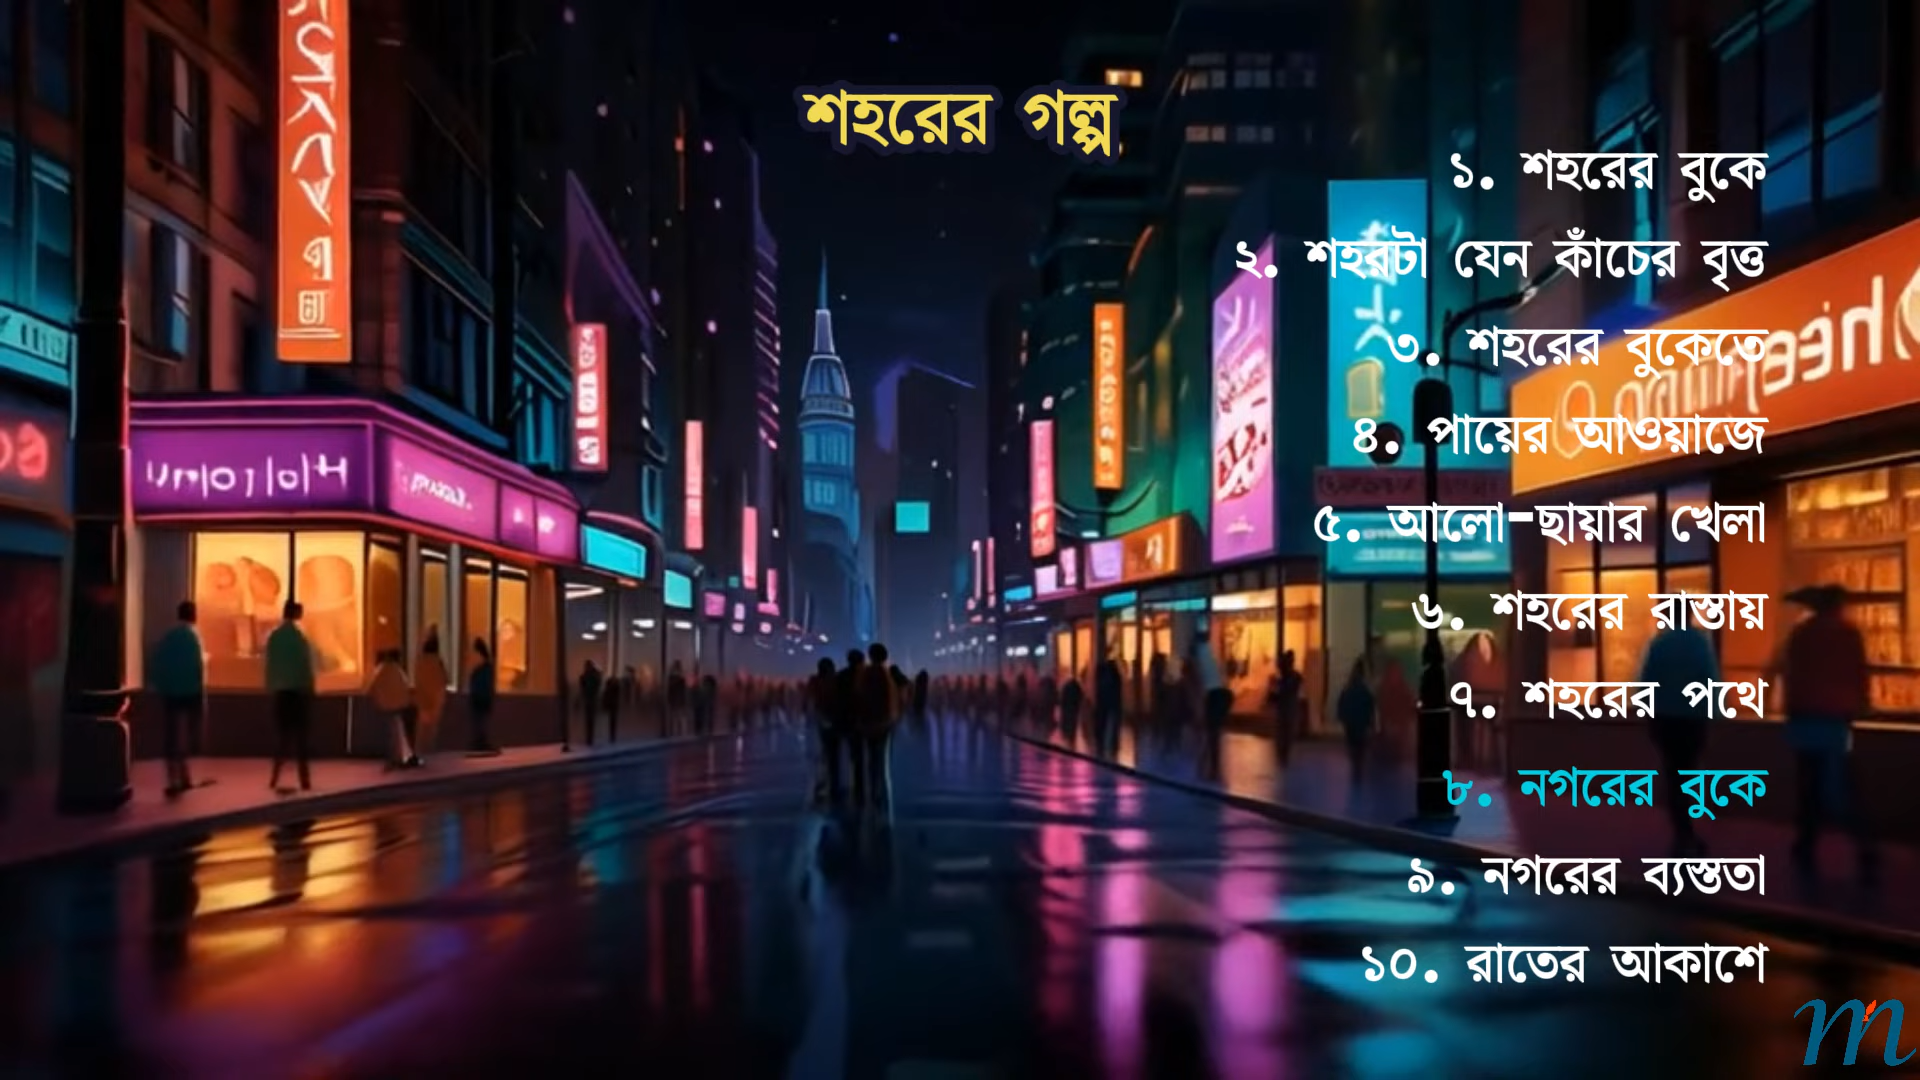 শহরের গল্প
১. শহরের বুকে
২. শহরটা যেন কাঁচের বৃত্ত
৩. শহরের বুকেতে
৪. পায়ের আওয়াজে
৫. আলো-ছায়ার খেলা
৬. শহরের রাস্তায়
৭. শহরের পথে
৮. নগরের বুকে
৯. নগরের ব্যস্ততা
১০. রাতের আকাশে
m